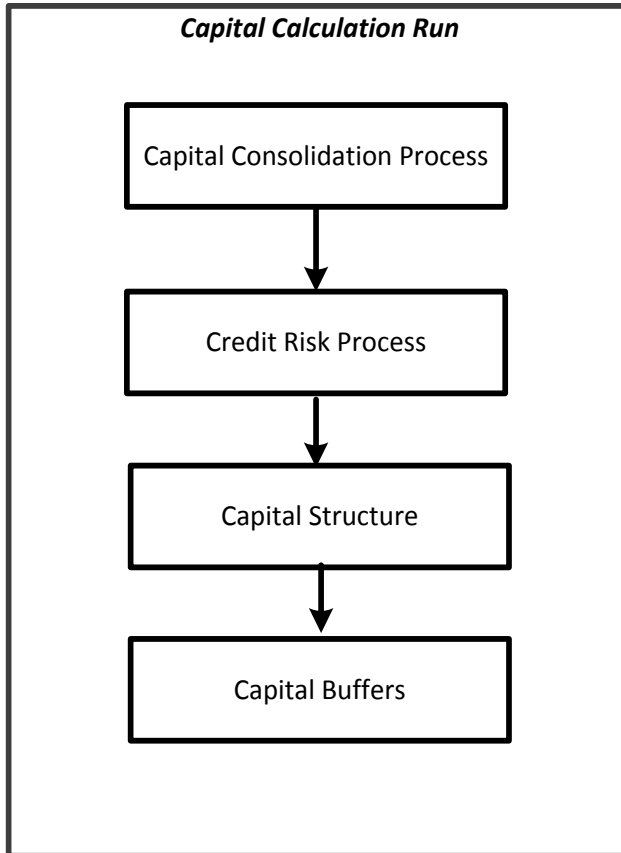 Capital Calculation Run
Capital Consolidation Process
Credit Risk Process
Capital Structure
Capital Buffers